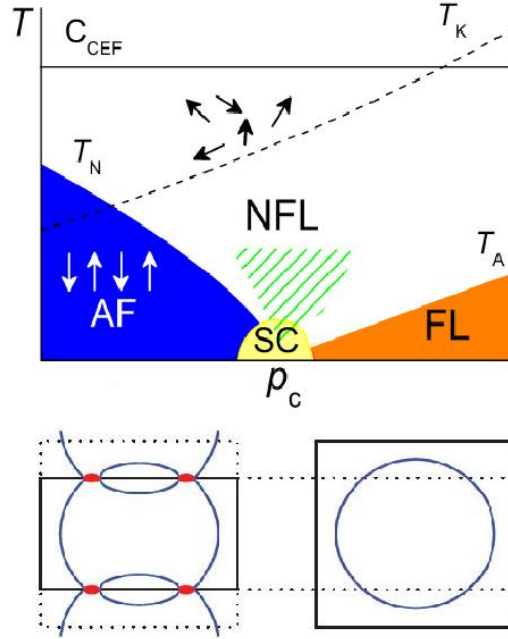 T
C_CEF
T_K
T_N
NFL
T_A
AF
SC
FL
p_c